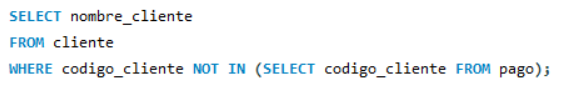 SELECT nombre_cliente
FROM cliente
WHERE codigo_cliente NOT IN (SELECT codigo_cliente FROM pago);